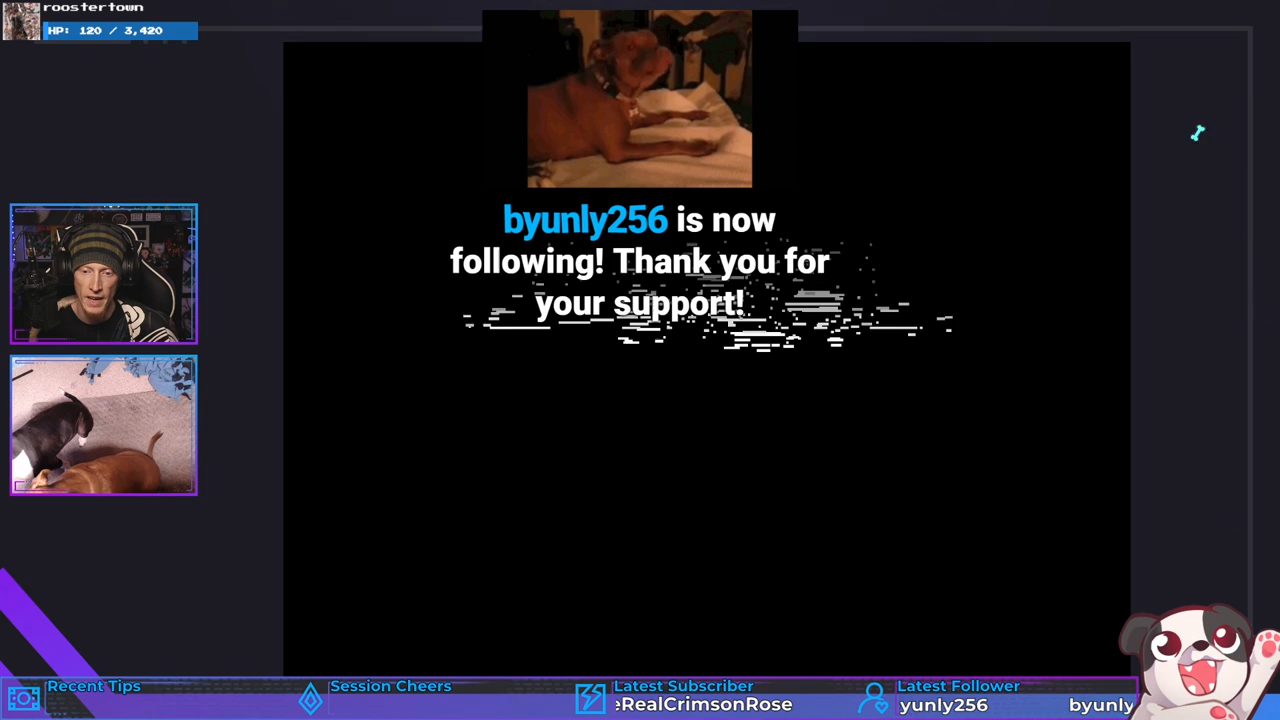 roostertown
HP: 120 / 3,420
byunly256 is now
following! Thank you for
your support!
Recent Tips
Session Cheers
Latest Subscriber
eRealCrimsonRose
Latest Follower
yunly256 byunly